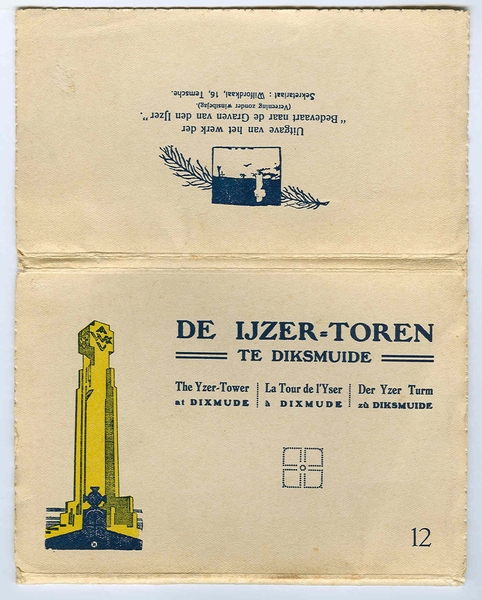 Uitgave van het werk der
"Bedevaart naar de Graven van den IJzer".
(Vereeniging zonder winstbejag).
Sekretariaat : Wilfordkaai, 16, Temsche.
DE IJZER=TOREN
TE DIKSMUIDE
The Yzer-Tower
at DIXMUDE
La Tour de l'Yser
à DIXMUDE
Der Yzer Turm
zù DIKSMUIDE
12